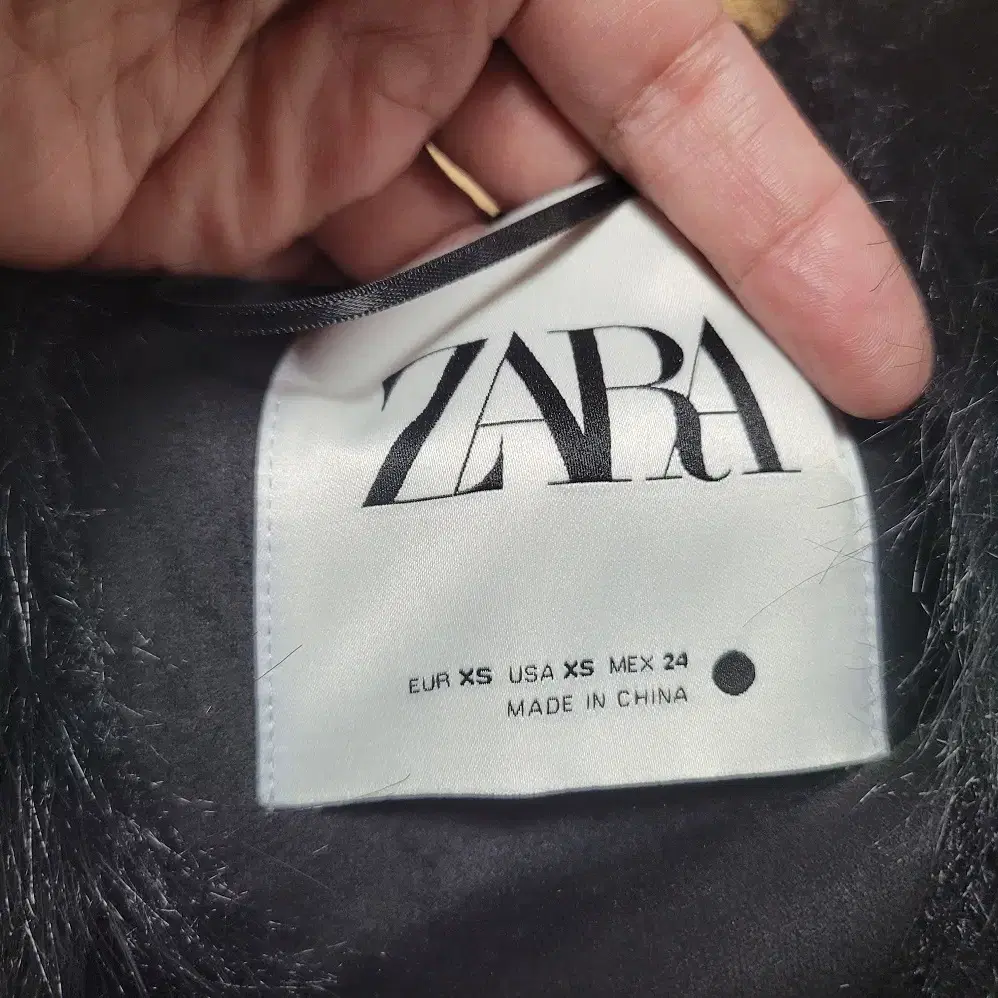 ZARA
EUR XS USA XS MEX 24
MADE IN CHINA